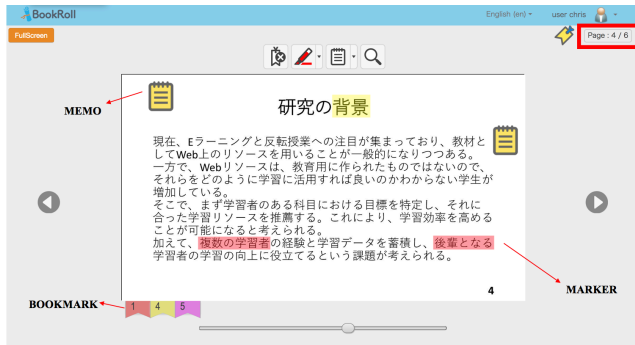 BookRoll
English (en)
user chris
FullScreen
Page : 4 / 6
MEMO
研究の背景
現在、Eラーニングと反転授業への注目が集まっており、教材と
してWeb上のリソースを用いることが一般的になりつつある。
一方で、Webリソースは、教育用に作られたものではないので、
それらをどのように学習に活用すれば良いのかわからない学生が
増加している。
そこで、まず学習者のある科目における目標を特定し、それに
合った学習リソースを推薦する。これにより、学習効率を高める
ことが可能になると考えられる。
加えて、複数の学習者の経験と学習データを蓄積し、後輩となる
学習者の学習の向上に役立てるという課題が考えられる。
4
MARKER
BOOKMARK
1 4 5